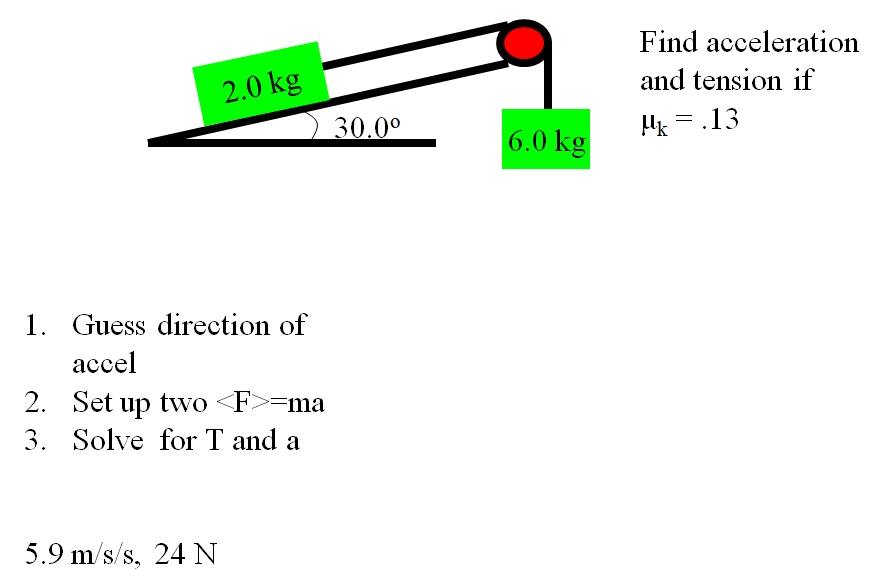 2.0 kg
30.0º
6.0 kg
Find acceleration
and tension if
μk = .13
1. Guess direction of
accel
2. Set up two <F>=ma
3. Solve for T and a
5.9 m/s/s, 24 N